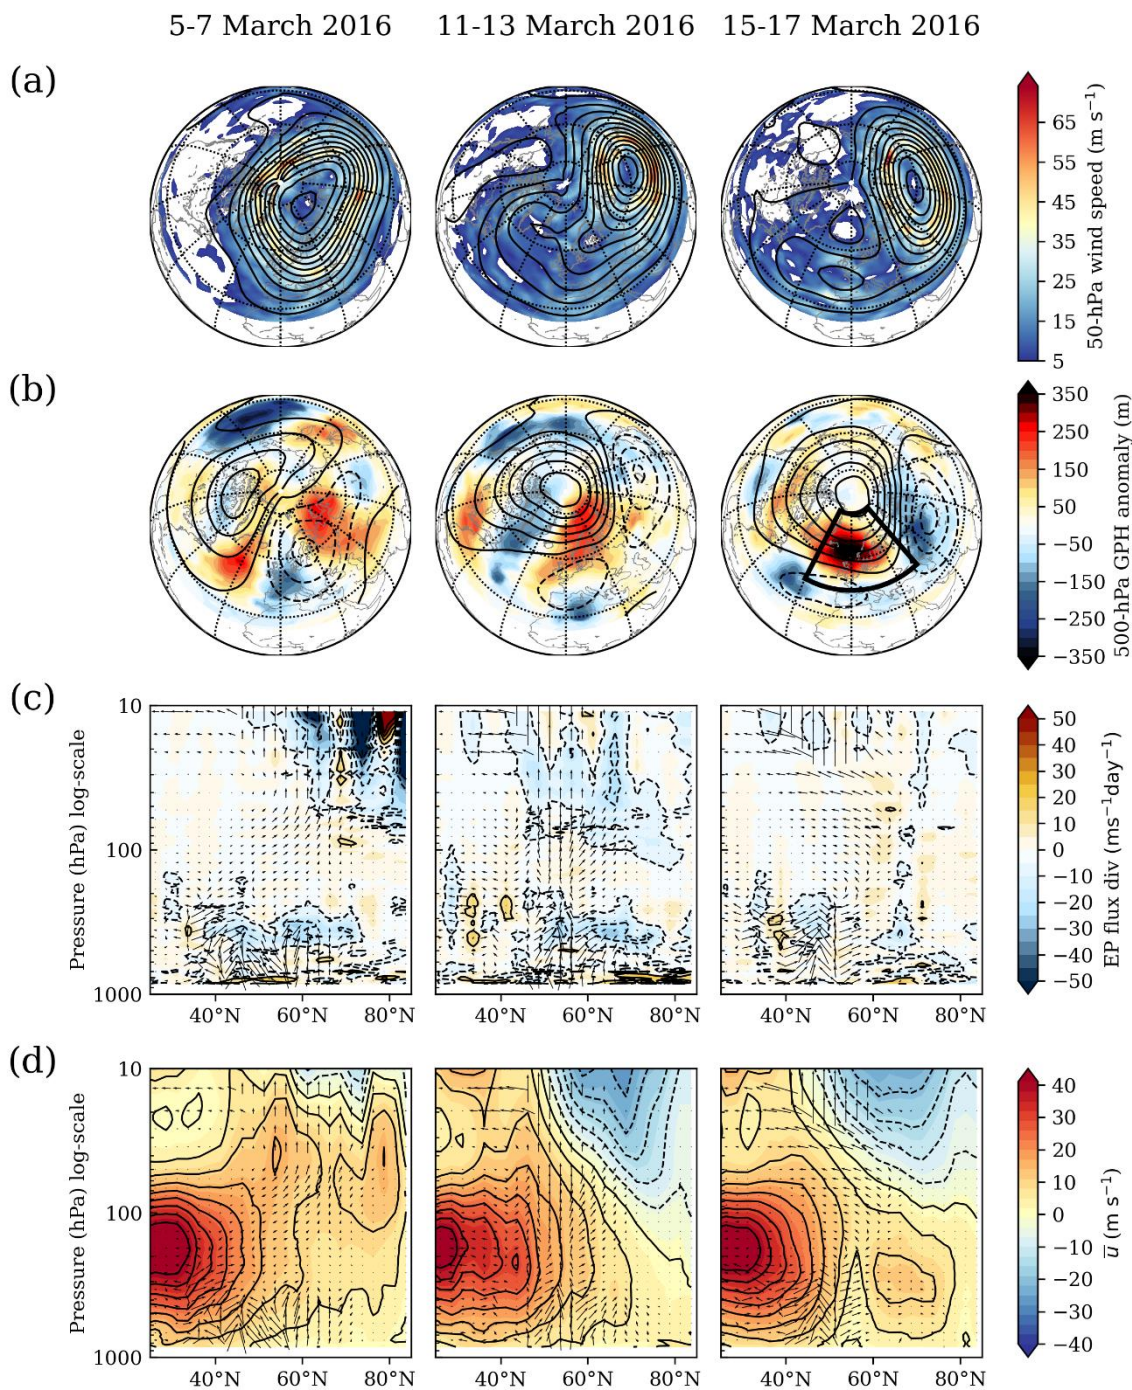 5-7 March 2016
11-13 March 2016
15-17 March 2016
(a)
65
55
45
35
25
15
5
50-hPa wind speed (m s⁻¹)
(b)
350
250
150
50
−50
−150
−250
−350
500-hPa GPH anomaly (m)
(c)
10
100
1000
Pressure (hPa) log-scale
40°N 60°N 80°N
40°N 60°N 80°N
40°N 60°N 80°N
50
40
30
20
10
0
−10
−20
−30
−40
−50
EP flux div (ms⁻¹day⁻¹)
(d)
10
100
1000
Pressure (hPa) log-scale
40°N 60°N 80°N
40°N 60°N 80°N
40°N 60°N 80°N
40
30
20
10
0
−10
−20
−30
−40
u̅ (m s⁻¹)